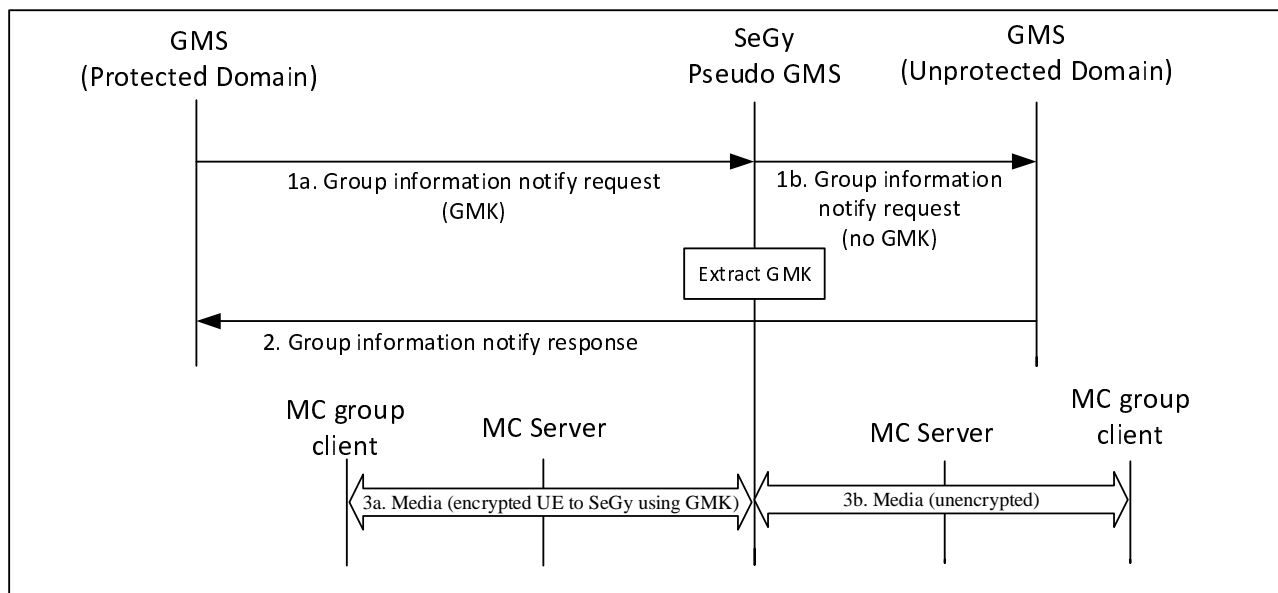 GMS
(Protected Domain)
SeGy
Pseudo GMS
GMS
(Unprotected Domain)
1a. Group information notify request
(GMK)
1b. Group information
notify request
(no GMK)
Extract GMK
2. Group information notify response
MC group
client
MC Server
MC Server
MC group
client
3a. Media (encrypted UE to SeGy using GMK)
3b. Media (unencrypted)